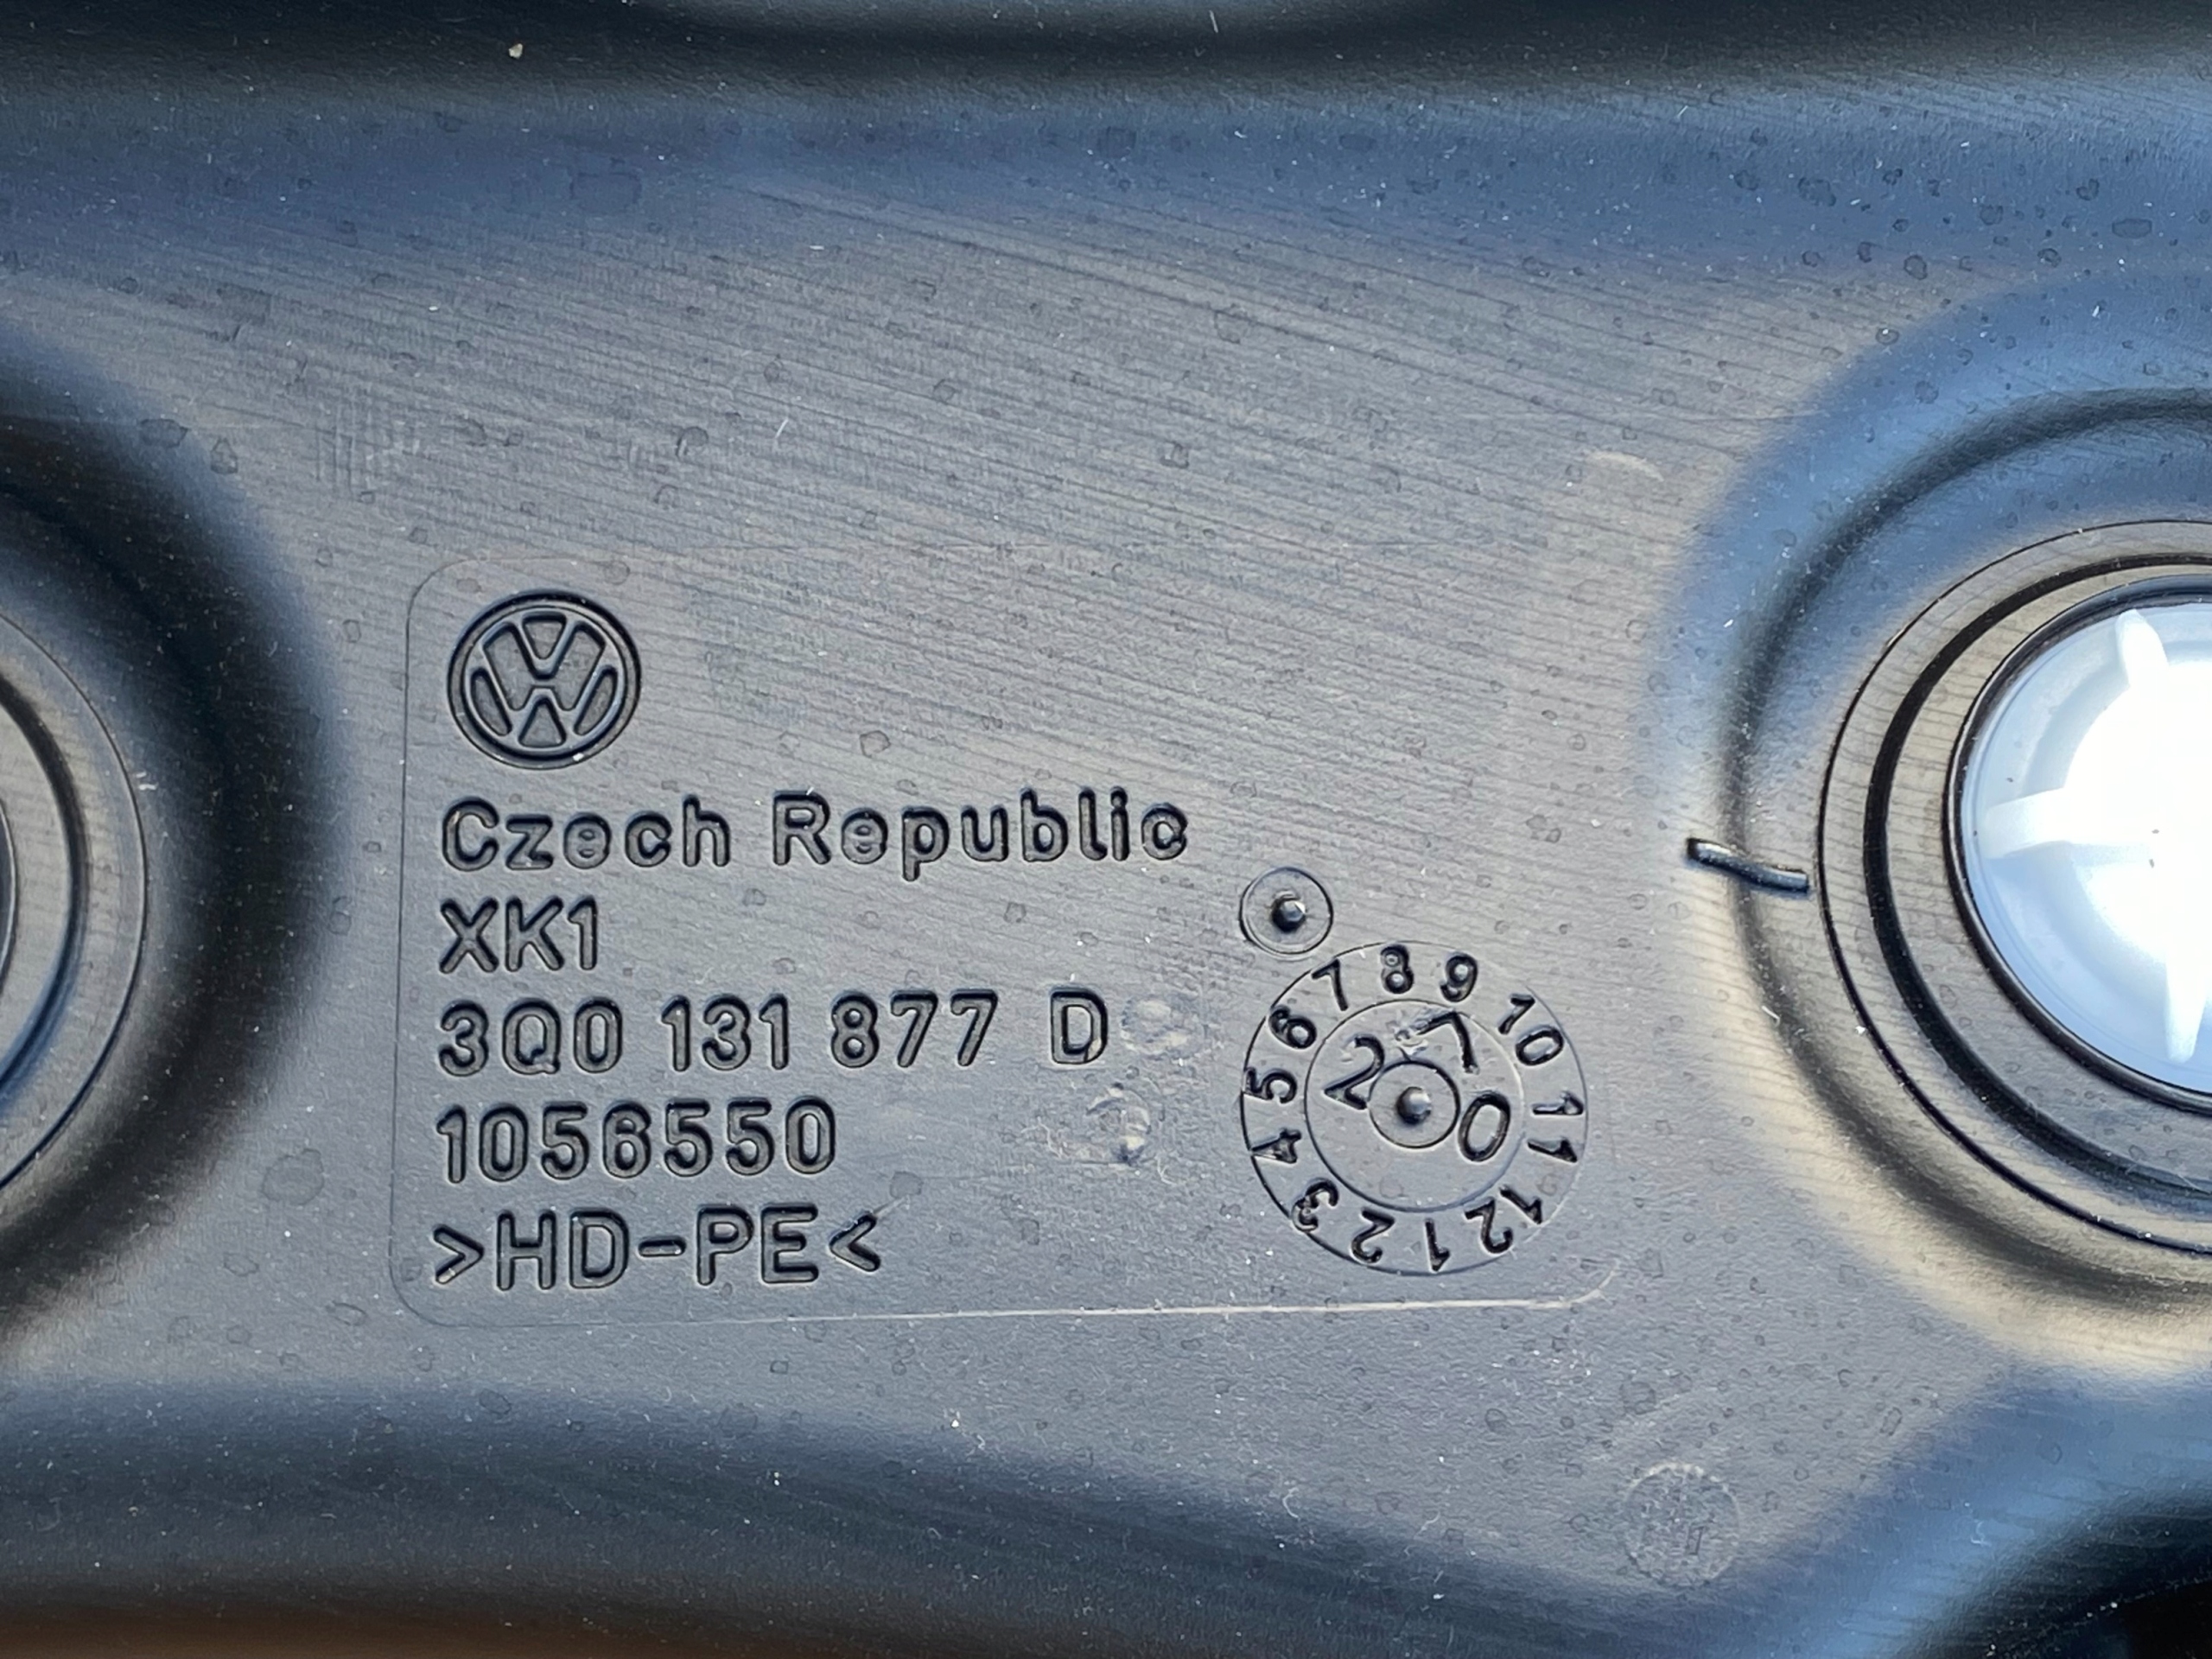 VW
Czech Republic
XK1
3Q0 131 877 D
1056550
>HD-PE<
1 2 3 4 5 6 7 8 9 10 11 12
2 7 0